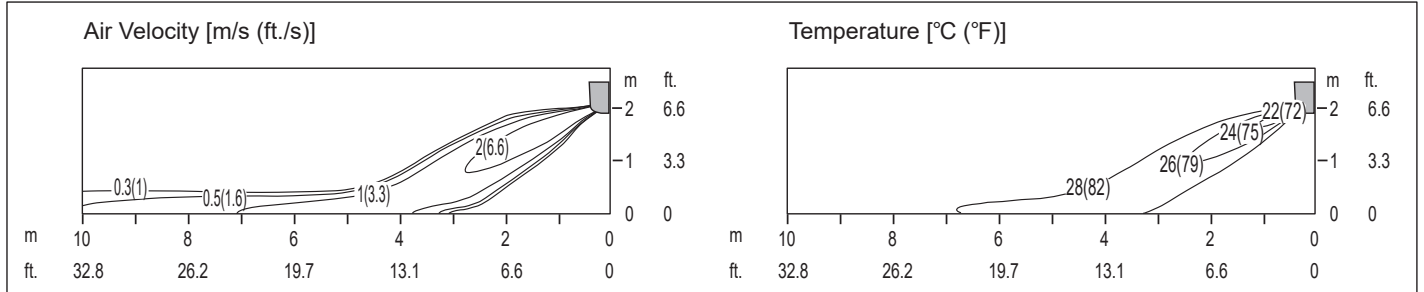 Air Velocity [m/s (ft./s)]
m ft.
2 6.6
2(6.6)
1 3.3
0.3(1) 0.5(1.6) 1(3.3)
0 0
m 10 8 6 4 2 0
ft. 32.8 26.2 19.7 13.1 6.6 0
Temperature [°C (°F)]
m ft.
22(72) 2 6.6
24(75)
26(79) 1 3.3
28(82)
0 0
m 10 8 6 4 2 0
ft. 32.8 26.2 19.7 13.1 6.6 0